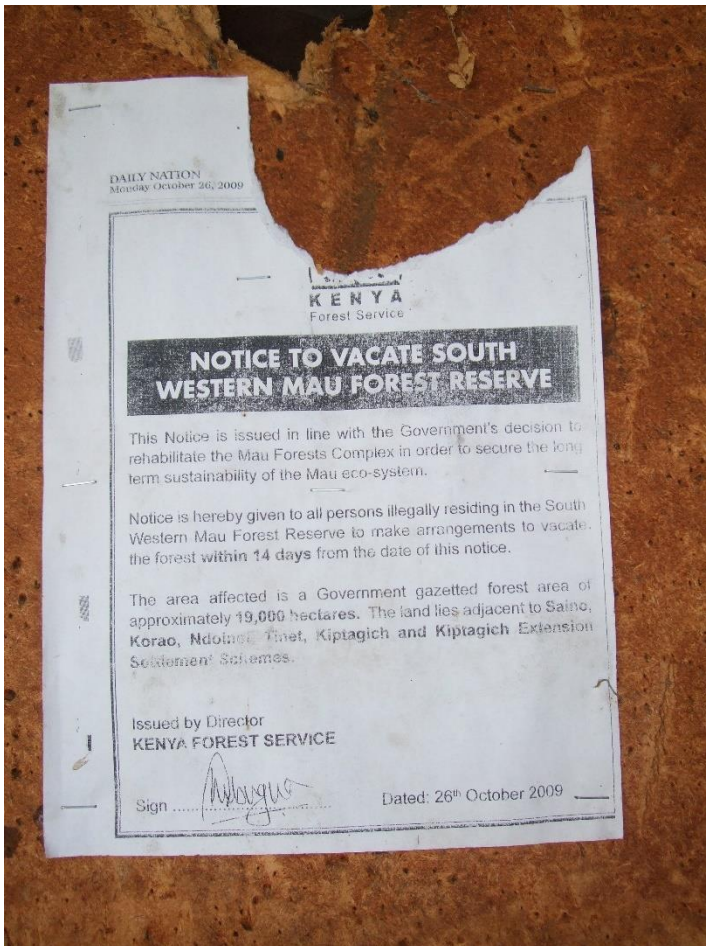 DAILY NATION
Monday October 26, 2009
KENYA
Forest Service
NOTICE TO VACATE SOUTH
WESTERN MAU FOREST RESERVE
This Notice is issued in line with the Government's decision to
rehabilitate the Mau Forests Complex in order to secure the long
term sustainability of the Mau eco-system.
Notice is hereby given to all persons illegally residing in the South
Western Mau Forest Reserve to make arrangements to vacate
the forest within 14 days from the date of this notice.
The area affected is a Government gazetted forest area of
approximately 19,000 hectares. The land lies adjacent to Saino,
Korao, Tinet, Kiptagich and Kiptagich Extension
Settlement Schemes.
Issued by Director
KENYA FOREST SERVICE
Sign ..............................
Dated: 26th October 2009